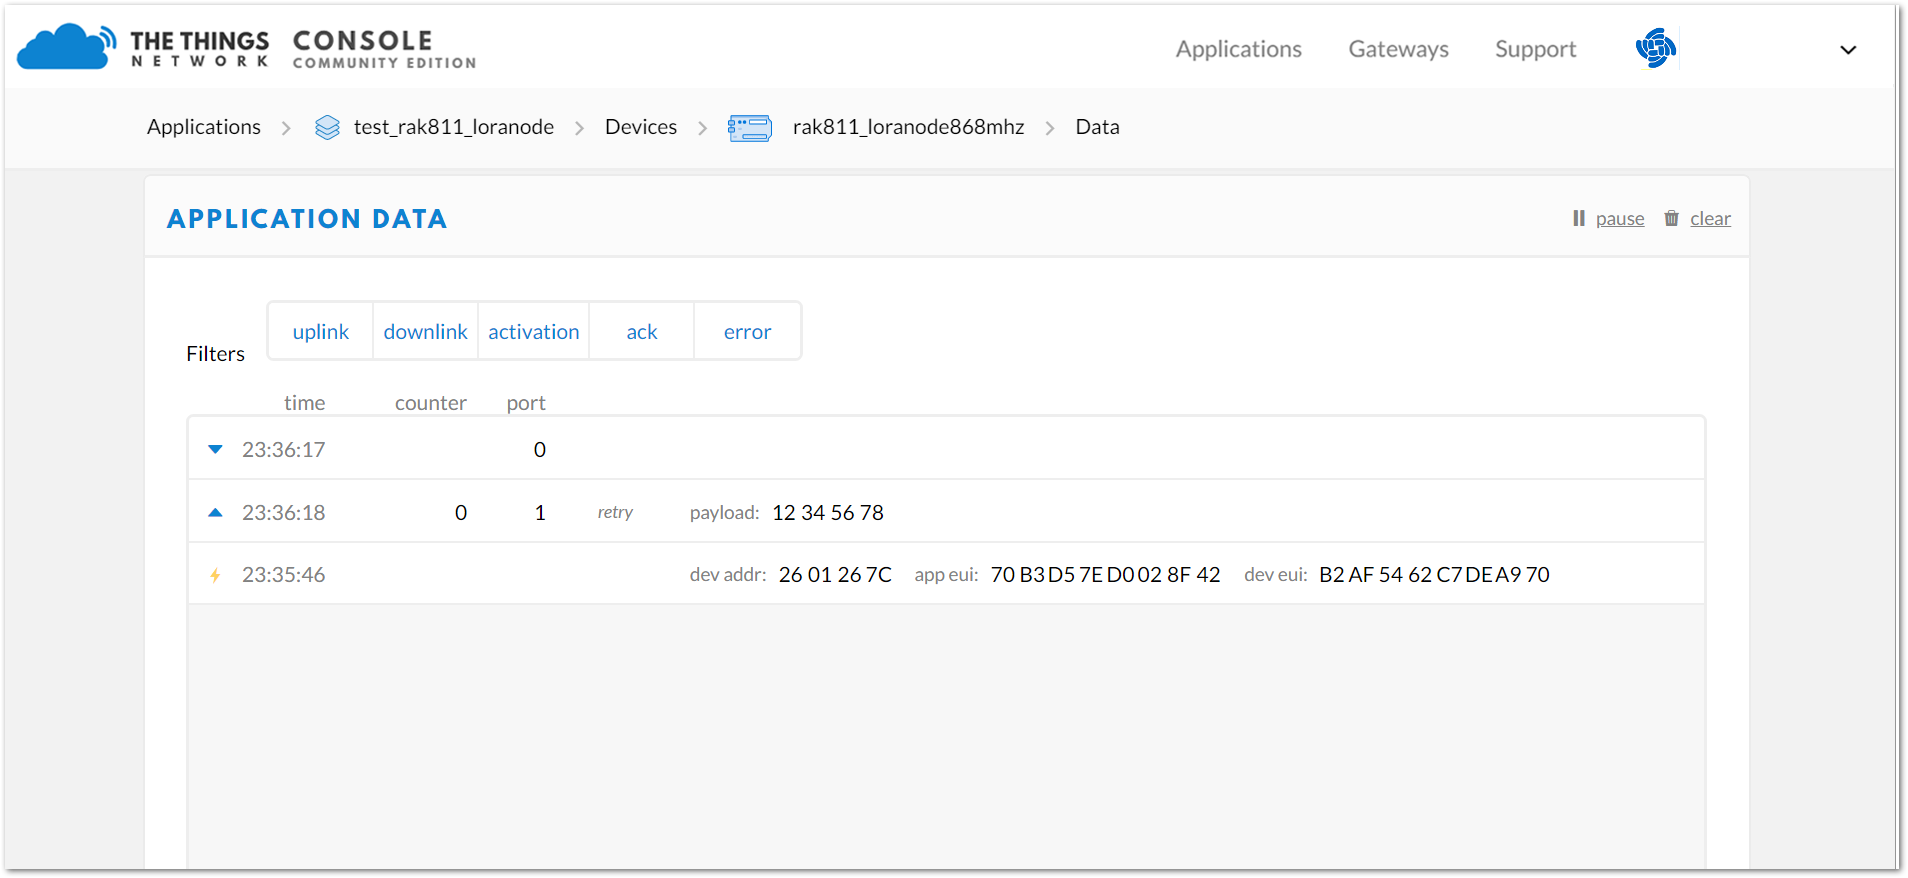 THE THINGS NETWORK CONSOLE COMMUNITY EDITION Applications Gateways Support
Applications test_rak811_loranode Devices rak811_loranode868mhz Data
APPLICATION DATA pause clear
Filters uplink downlink activation ack error
time counter port
23:36:17 0
23:36:18 0 1 retry payload: 12 34 56 78
23:35:46 dev addr: 26 01 26 7C app eui: 70 B3 D5 7E D0 02 8F 42 dev eui: B2 AF 54 62 C7 DE A9 70